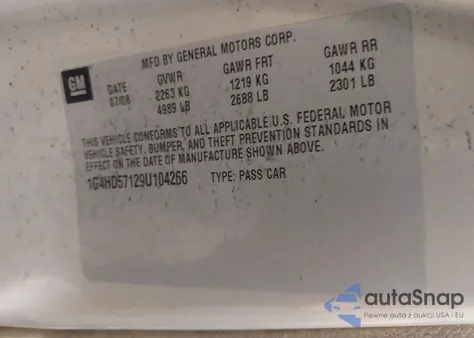 GM
MFD BY GENERAL MOTORS CORP.
DATE GVWR GAWR FRT GAWR RR
07/08 2263 KG 1219 KG 1044 KG
4989 LB 2688 LB 2301 LB
THIS VEHICLE CONFORMS TO ALL APPLICABLE U.S. FEDERAL MOTOR
VEHICLE SAFETY, BUMPER, AND THEFT PREVENTION STANDARDS IN
EFFECT ON THE DATE OF MANUFACTURE SHOWN ABOVE.
1G4HD57129U104266 TYPE: PASS CAR
autaSnap
Pewne auta z aukcji USA i EU